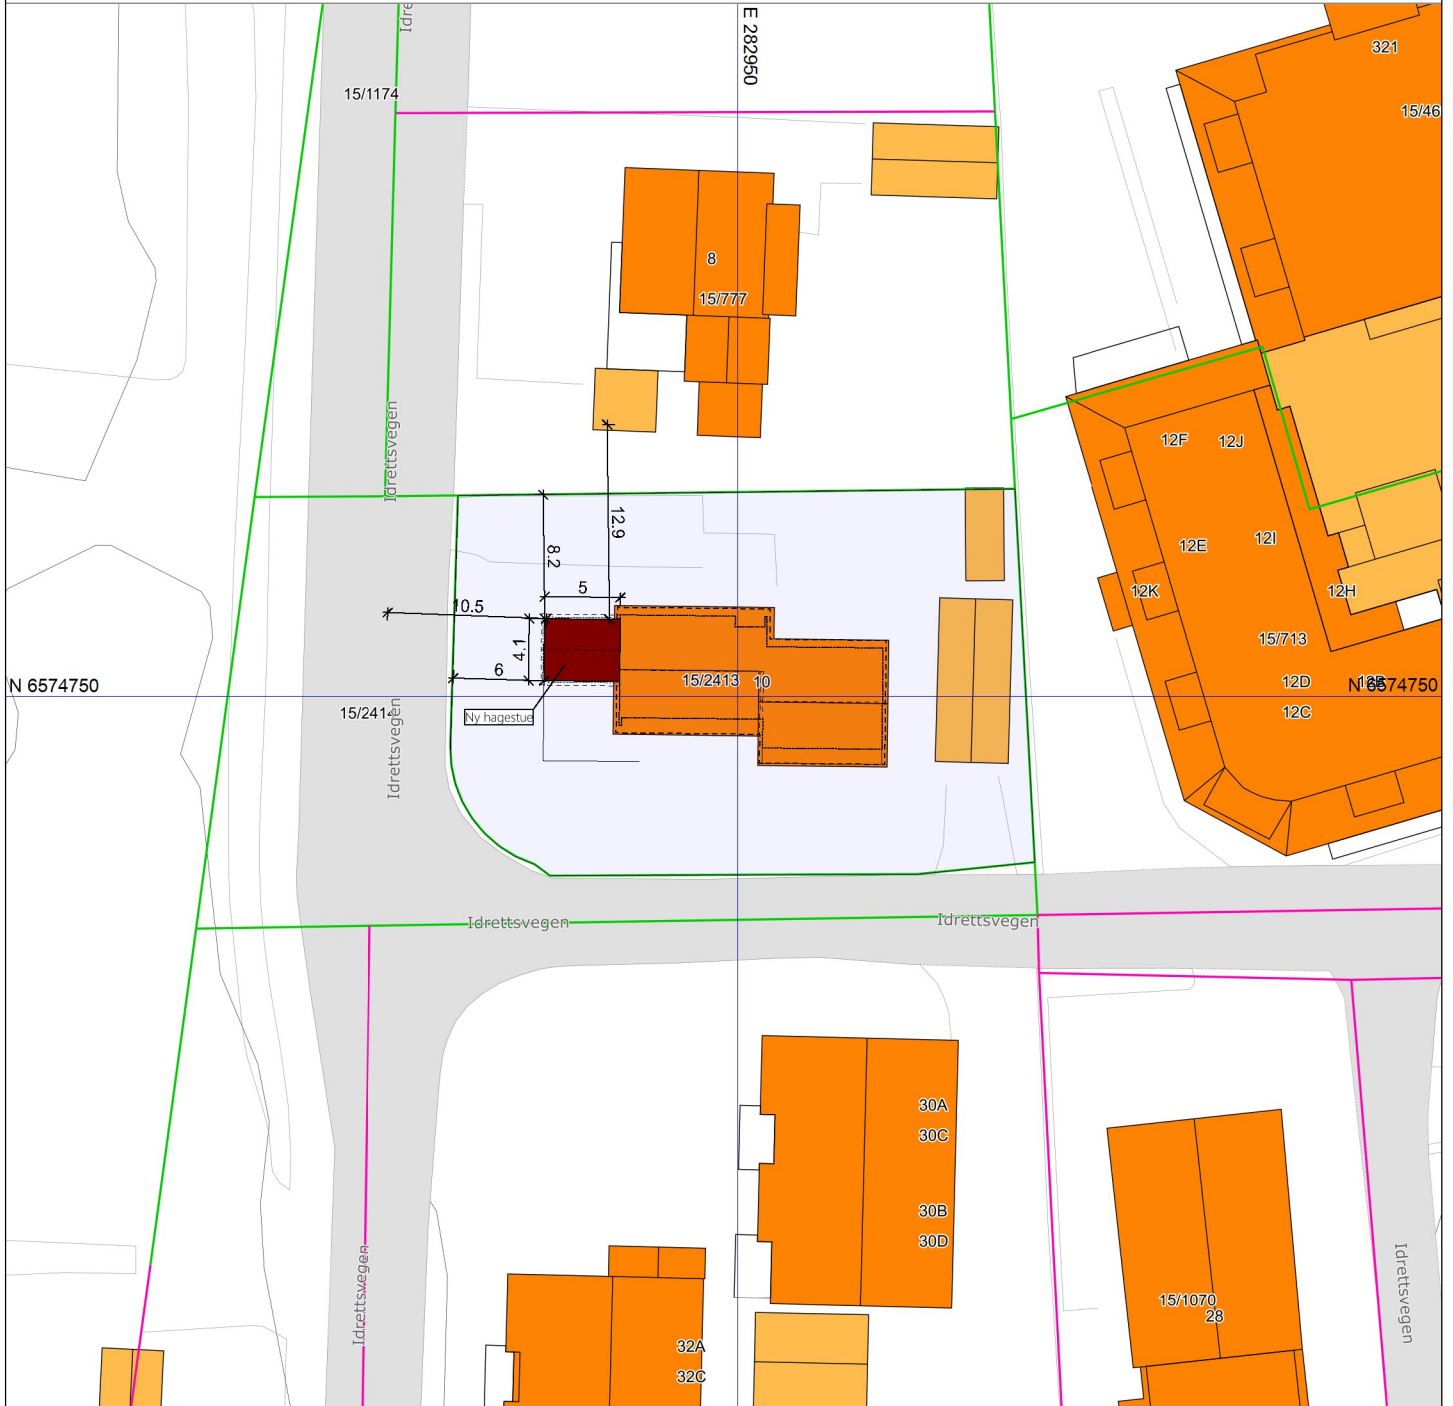 Idre
E 282950
321
15/1174
15/46
8
15/777
Idrettsvegen
12F
12J
12.9
8.2
12E
12I
5
10.5
12K
12H
4.1
15/713
6
15/2413
10
N 6574750
12D
N 6574750
15/2414
Ny hagestue
12C
Idrettsvegen
Idrettsvegen
Idrettsvegen
30A
30C
30B
30D
Idrettsvegen
Idrettsvegen
15/1070
28
32A
32C